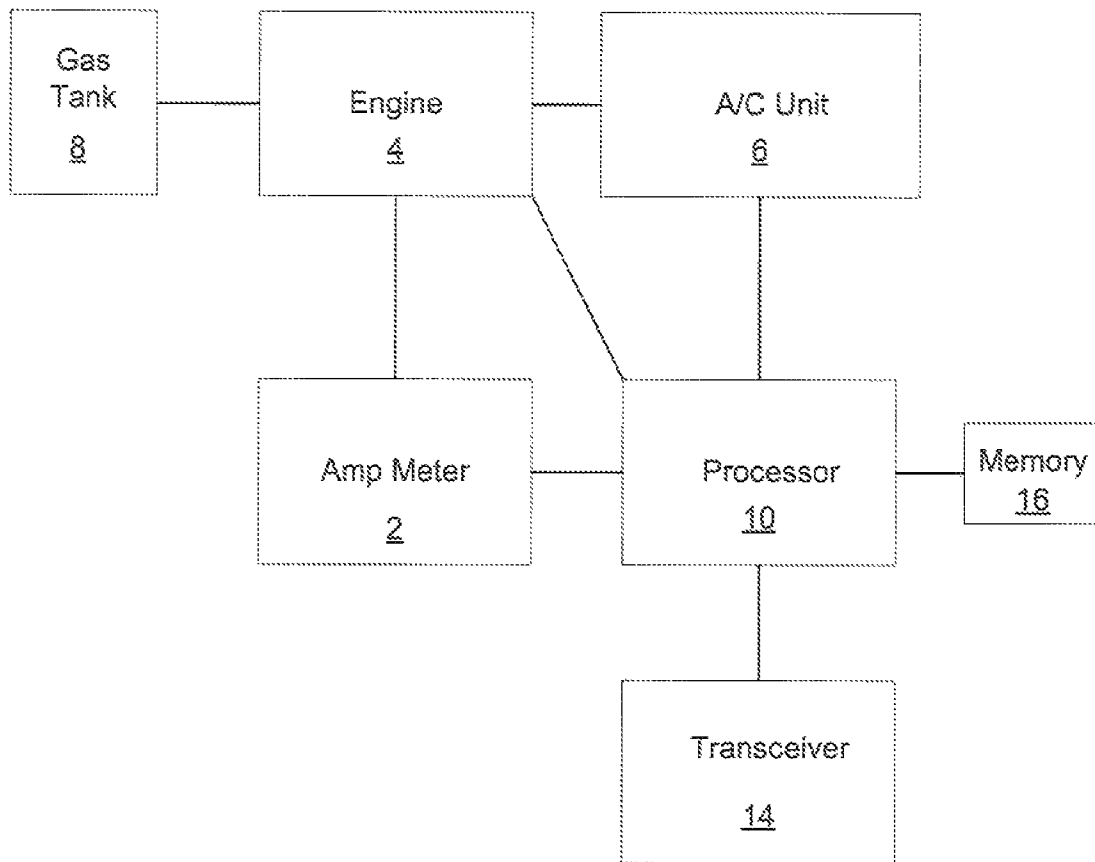 Gas
Tank
8
Engine
4
A/C Unit
6
Amp Meter
2
Processor
10
Memory
16
Transceiver
14